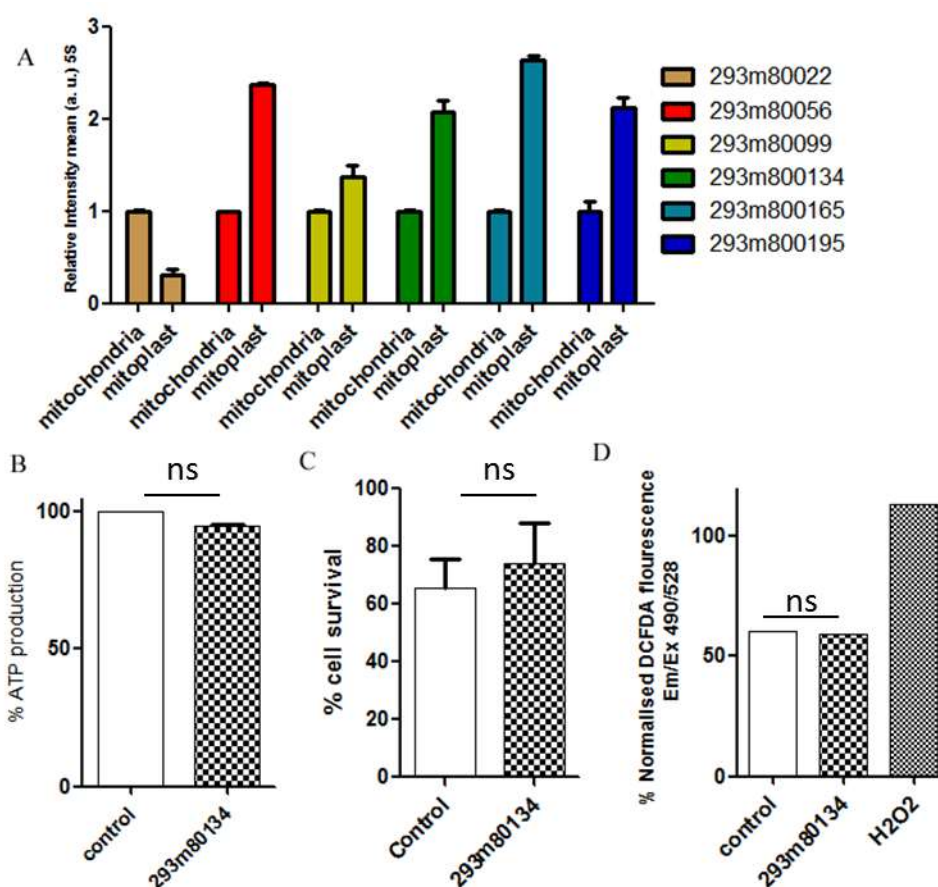 A
Relative Intensity mean (a. u.) 5S
3
2
1
0
mitochondria
mitoplast
mitochondria
mitoplast
mitochondria
mitoplast
mitochondria
mitoplast
mitochondria
mitoplast
mitochondria
mitoplast
293m80022
293m80056
293m80099
293m800134
293m800165
293m800195
B
ns
% ATP production
100
50
0
control
293m80134
C
ns
% cell survival
100
80
60
40
20
0
Control
293m80134
D
ns
% Normalised DCFDA flourescence
Em/Ex 490/528
100
50
0
control
293m80134
H2O2